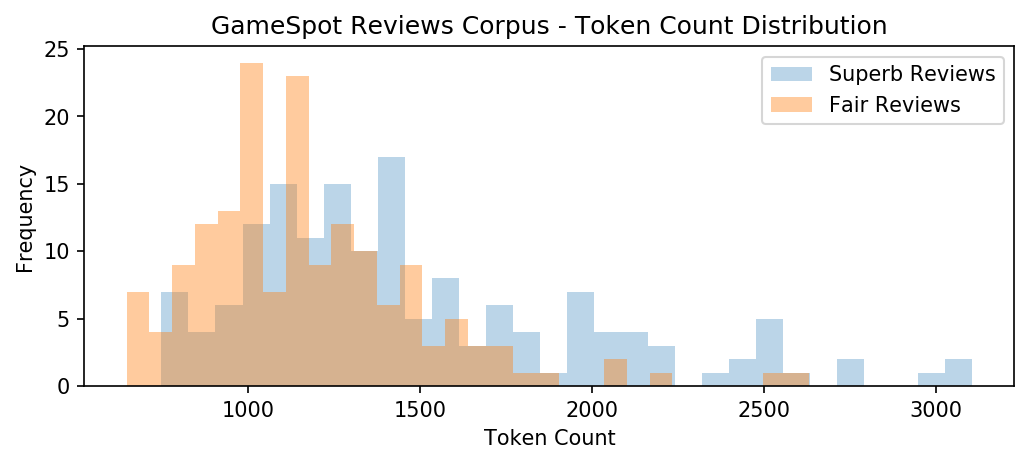 GameSpot Reviews Corpus - Token Count Distribution
Superb Reviews
Fair Reviews
Frequency
25
20
15
10
5
0
1000 1500 2000 2500 3000
Token Count